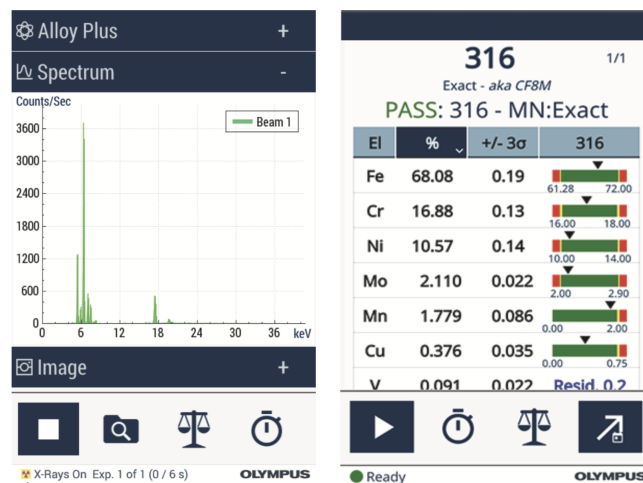 Alloy Plus +
Spectrum -
Counts/Sec
Beam 1
3600
3000
2400
1800
1200
600
0
0 6 12 18 24 30 36 keV
Image +
X-Rays On Exp. 1 of 1 (0 / 6 s) OLYMPUS
316 1/1
Exact - aka CF8M
PASS: 316 - MN:Exact
El % +/- 3σ 316
Fe 68.08 0.19
61.28 72.00
Cr 16.88 0.13
16.00 18.00
Ni 10.57 0.14
10.00 14.00
Mo 2.110 0.022
2.00 2.90
Mn 1.779 0.086
0.00 2.00
Cu 0.376 0.035
0.00 0.75
V 0.091 0.022 Resid. 0.2
Ready OLYMPUS